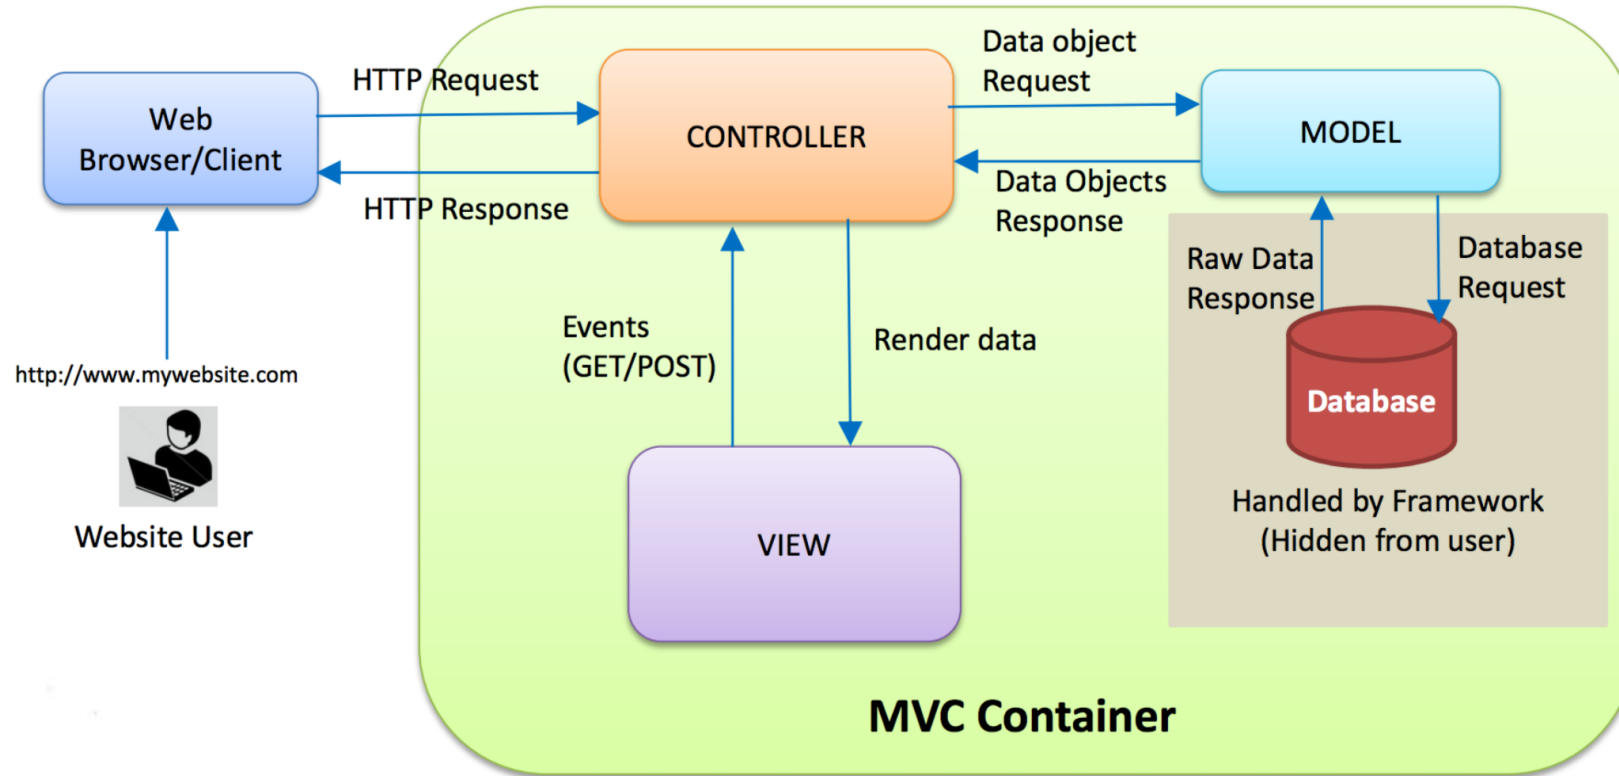 Web
Browser/Client
HTTP Request
HTTP Response
http://www.mywebsite.com
Website User
CONTROLLER
Data object
Request
Data Objects
Response
MODEL
Raw Data
Response
Database
Request
Database
Handled by Framework
(Hidden from user)
Events
(GET/POST)
Render data
VIEW
MVC Container